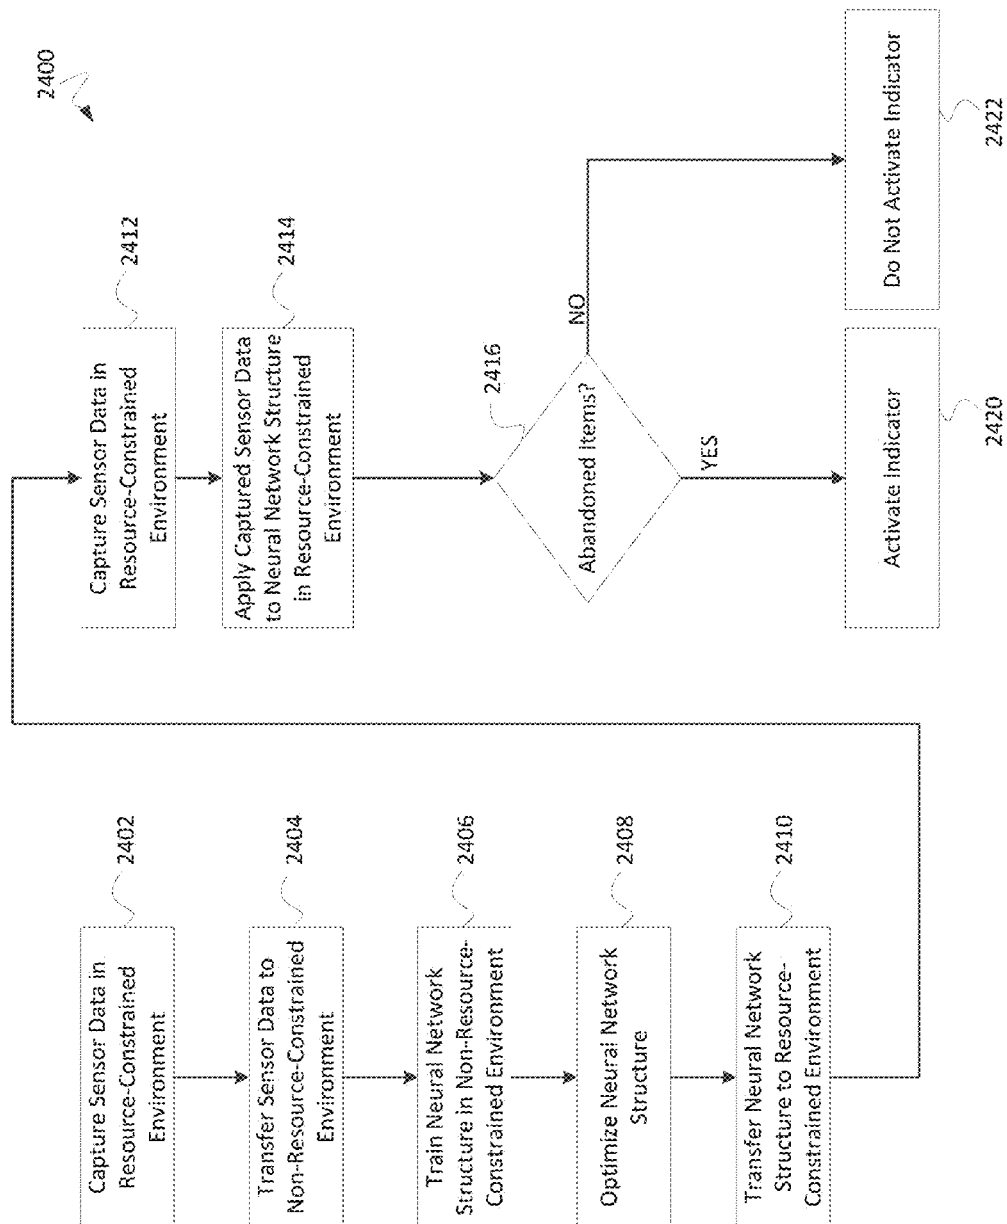 2400
Capture Sensor Data in
Resource-Constrained
Environment
2402
Transfer Sensor Data to
Non-Resource-Constrained
Environment
2404
Train Neural Network
Structure in Non-Resource-
Constrained Environment
2406
Optimize Neural Network
Structure
2408
Transfer Neural Network
Structure to Resource-
Constrained Environment
2410
Capture Sensor Data in
Resource-Constrained
Environment
2412
Apply Captured Sensor Data
to Neural Network Structure
in Resource-Constrained
Environment
2414
Abandoned Items?
2416
YES
NO
Activate Indicator
2420
Do Not Activate Indicator
2422